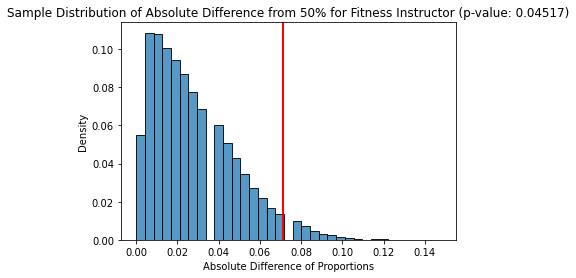 Sample Distribution of Absolute Difference from 50% for Fitness Instructor (p-value: 0.04517)
0.10
0.08
0.06
0.04
0.02
0.00
Density
0.00 0.02 0.04 0.06 0.08 0.10 0.12 0.14
Absolute Difference of Proportions